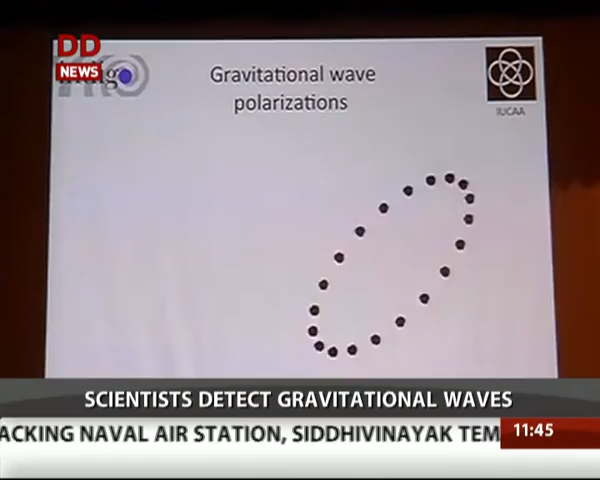 DD
NEWS
Gravitational wave
polarizations
IUCAA
SCIENTISTS DETECT GRAVITATIONAL WAVES
ACKING NAVAL AIR STATION, SIDDHIVINAYAK TEM
11:45